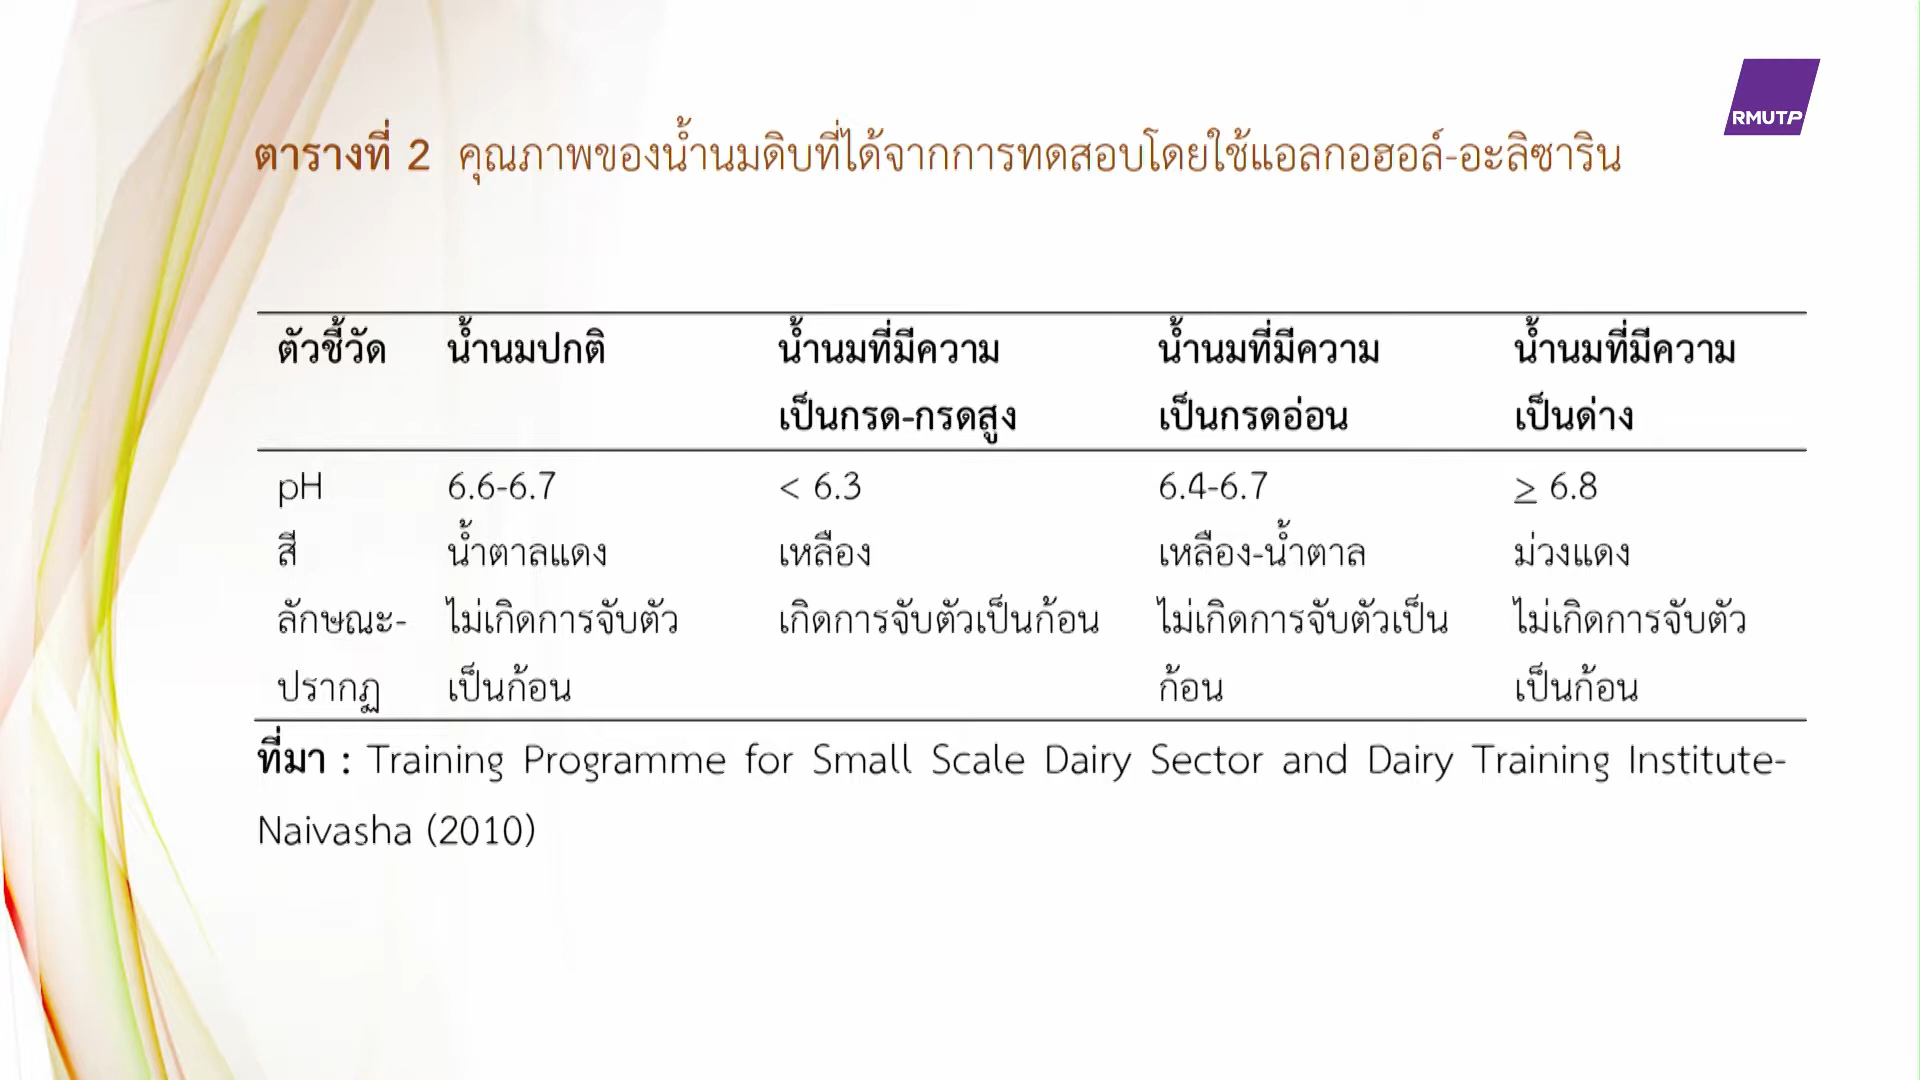 RMUTP
ตารางที่ 2 คุณภาพของน้ำนมดิบที่ได้จากการทดสอบโดยใช้แอลกอฮอล์-อะลิซาริน
ตัวชี้วัด น้ำนมปกติ น้ำนมที่มีความ น้ำนมที่มีความ น้ำนมที่มีความ
เป็นกรด-กรดสูง เป็นกรดอ่อน เป็นด่าง
pH 6.6-6.7 < 6.3 6.4-6.7 ≥ 6.8
สี น้ำตาลแดง เหลือง เหลือง-น้ำตาล ม่วงแดง
ลักษณะ- ไม่เกิดการจับตัว เกิดการจับตัวเป็นก้อน ไม่เกิดการจับตัวเป็น ไม่เกิดการจับตัว
ปรากฏ เป็นก้อน ก้อน เป็นก้อน
ที่มา : Training Programme for Small Scale Dairy Sector and Dairy Training Institute-
Naivasha (2010)